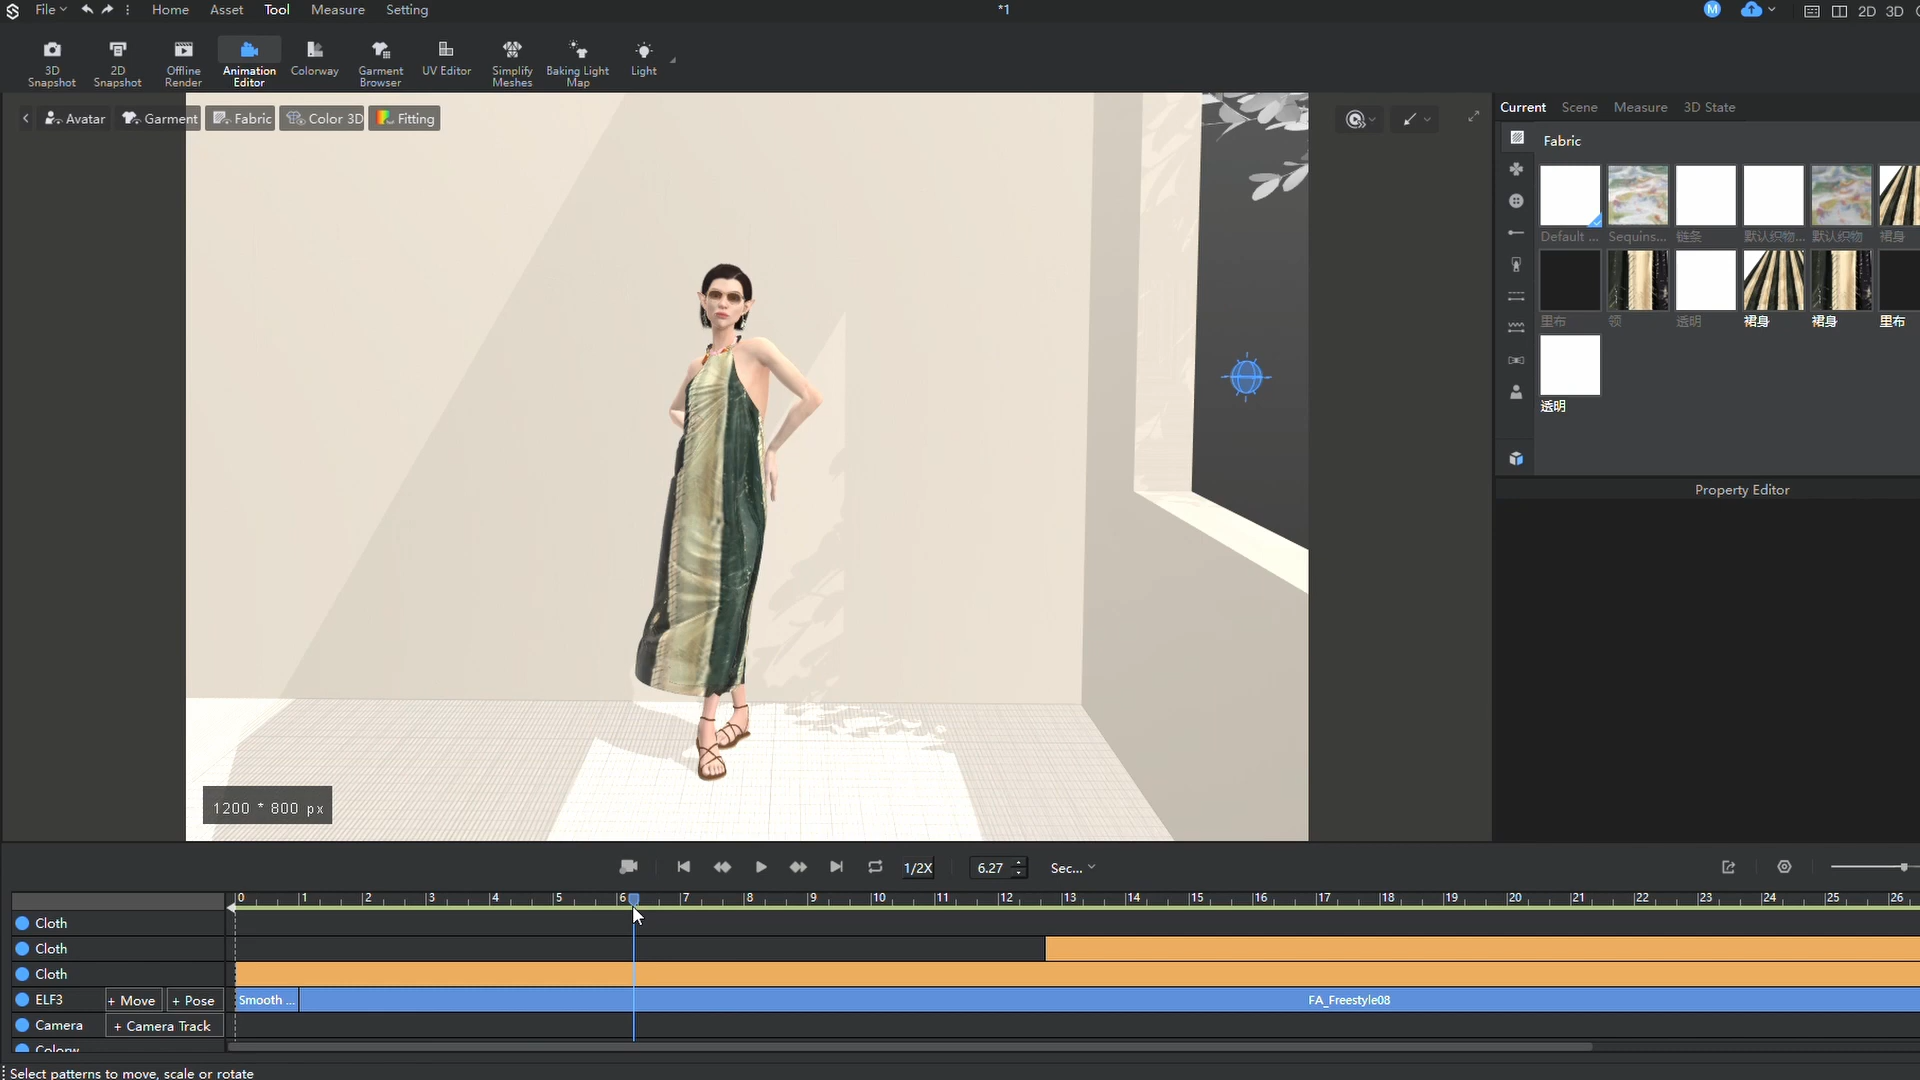 File
Home
Asset
Tool
Measure
Setting
*1
M
2D
3D
3D
Snapshot
2D
Snapshot
Offline
Render
Animation
Editor
Colorway
Garment
Browser
UV Editor
Simplify
Meshes
Baking Light
Map
Light
Avatar
Garment
Fabric
Color 3D
Fitting
Current
Scene
Measure
3D State
Fabric
Default ...
Sequins...
链条
默认织物...
默认织物
裙身
里布
领
透明
裙身
裙身
里布
透明
Property Editor
1200 * 800 px
1/2X
6.27
Sec...
0 1 2 3 4 5 6 7 8 9 10 11 12 13 14 15 16 17 18 19 20 21 22 23 24 25 26
Cloth
Cloth
Cloth
ELF3
+ Move
+ Pose
Smooth ...
FA_Freestyle08
Camera
+ Camera Track
Colorw
Select patterns to move, scale or rotate